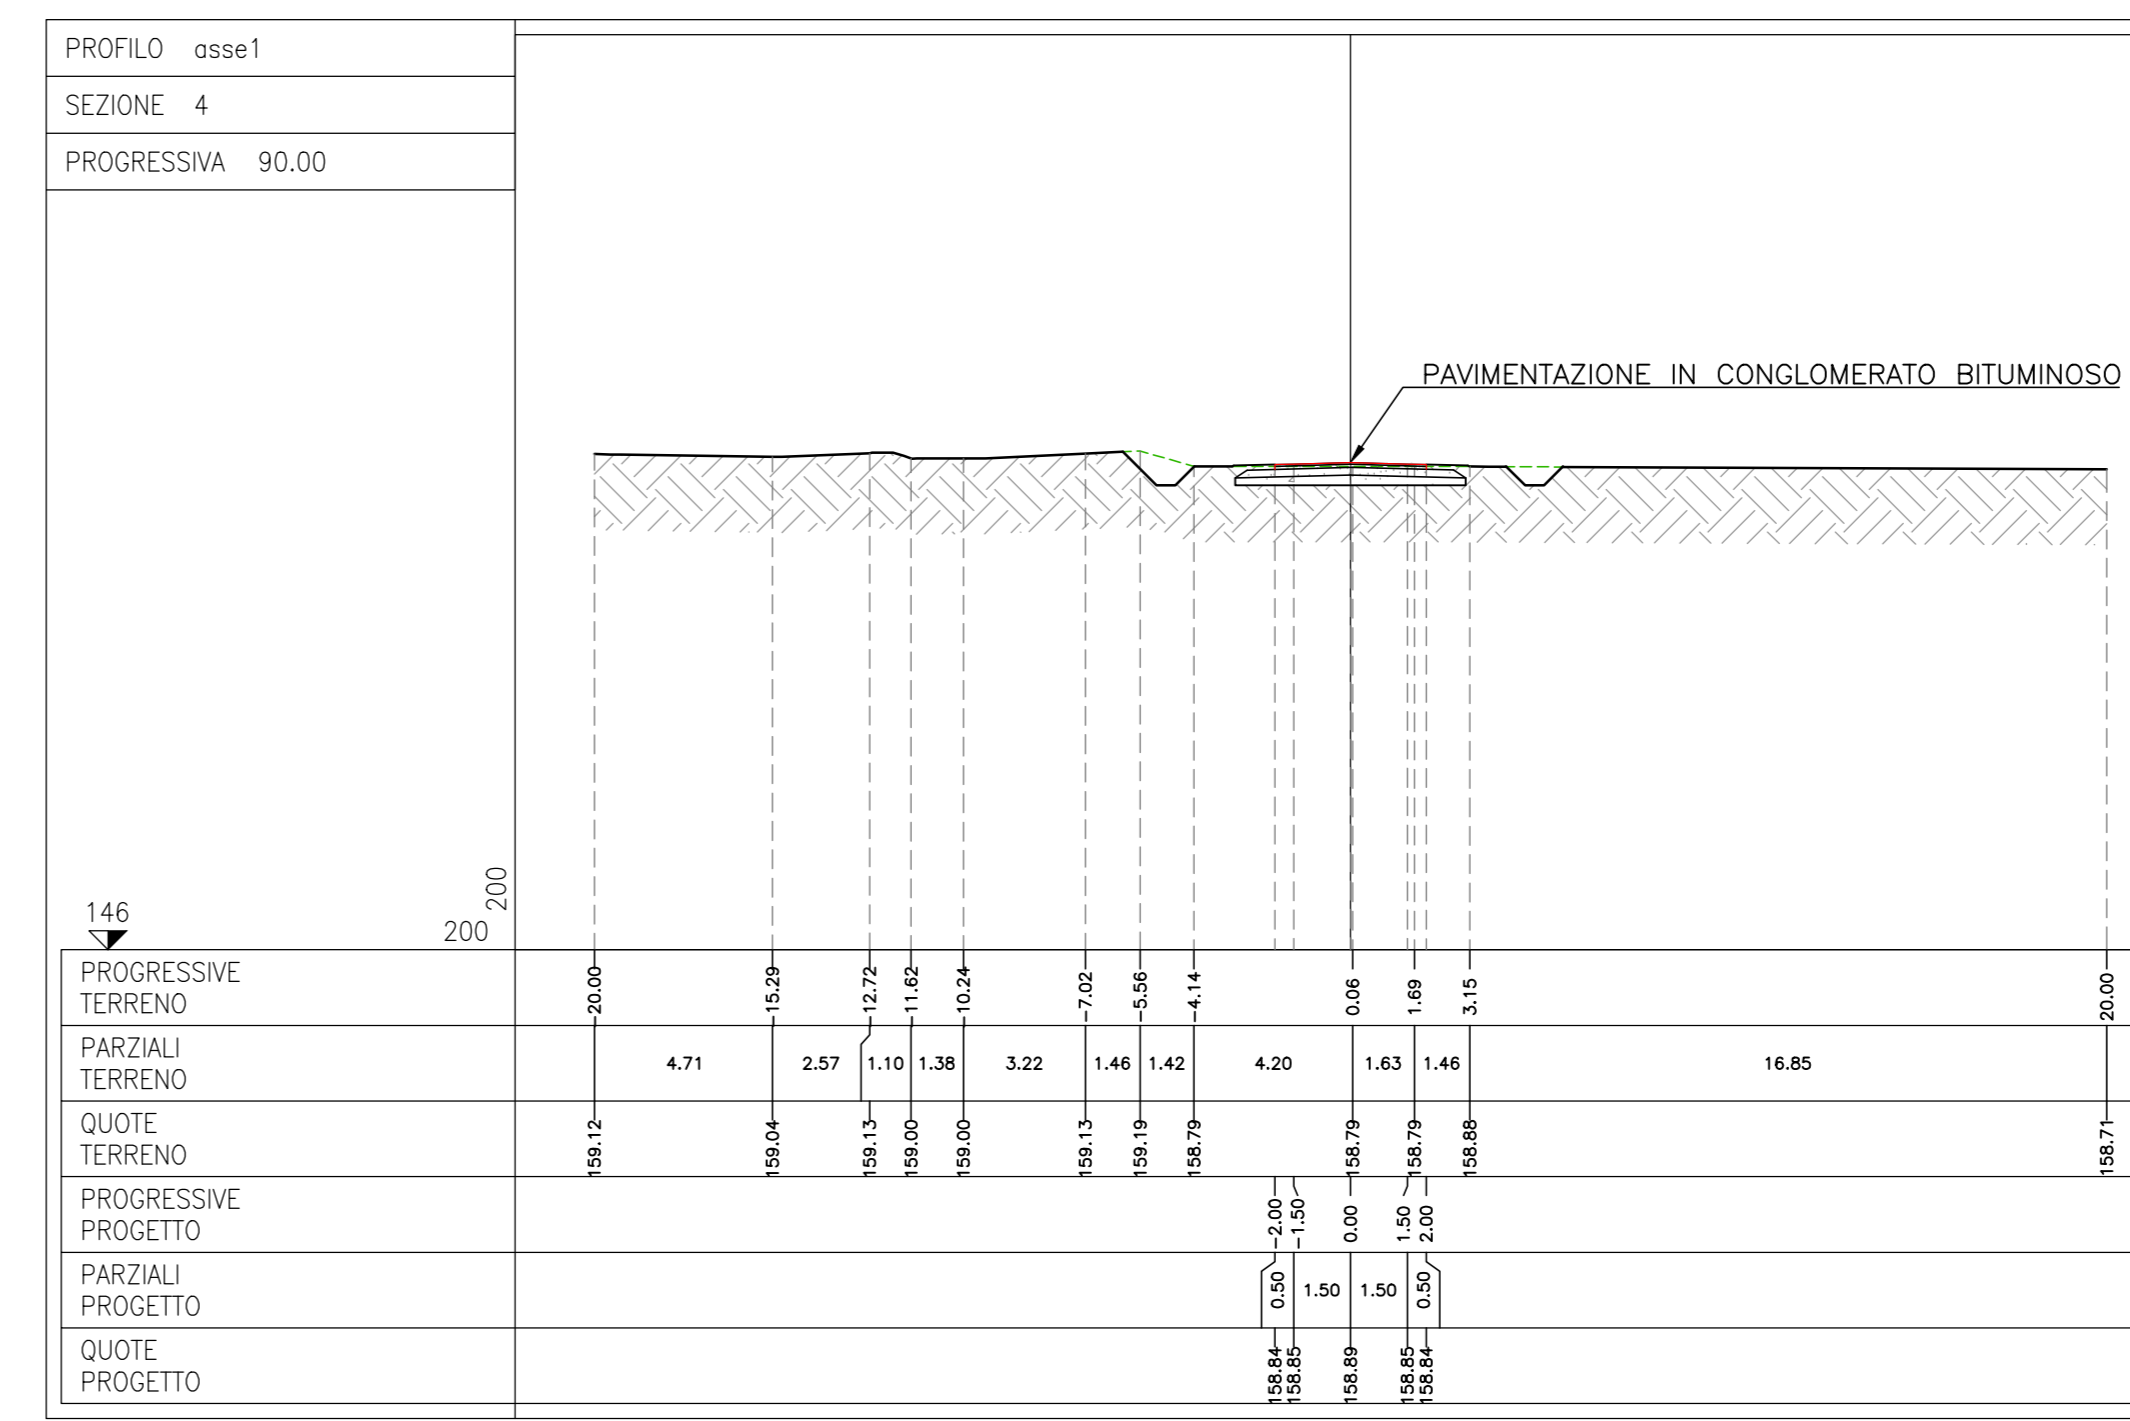 PROFILO asse1
SEZIONE 4
PROGRESSIVA 90.00
PAVIMENTAZIONE IN CONGLOMERATO BITUMINOSO
200
146
200
PROGRESSIVE
TERRENO
-20.00 -15.29 -12.72 -11.62 -10.24 -7.02 -5.56 -4.14 0.06 1.69 3.15 20.00
PARZIALI
TERRENO
4.71 2.57 1.10 1.38 3.22 1.46 1.42 4.20 1.63 1.46 16.85
QUOTE
TERRENO
159.12 159.04 159.13 159.00 159.00 159.13 159.19 158.79 158.79 158.79 158.88 158.71
PROGRESSIVE
PROGETTO
-2.00 -1.50 0.00 1.50 2.00
PARZIALI
PROGETTO
0.50 1.50 1.50 0.50
QUOTE
PROGETTO
158.84 158.85 158.89 158.85 158.84